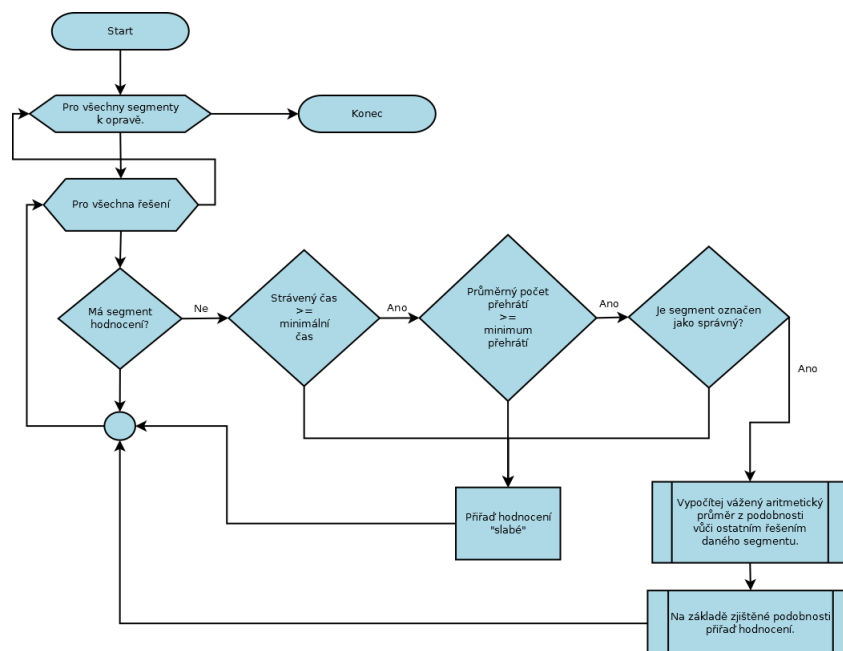 Start
Pro všechny segmenty
k opravě.
Konec
Pro všechna řešení
Má segment
hodnocení?
Ne
Strávený čas
>=
minimální
čas
Ano
Průměrný počet
přehrátí
>=
minimum
přehrátí
Ano
Je segment označen
jako správný?
Ano
Přiřaď hodnocení
"slabé"
Vypočítej vážený aritmetický
průměr z podobnosti
vůči ostatním řešením
daného segmentu.
Na základě zjištěné podobnosti
přiřaď hodnocení.